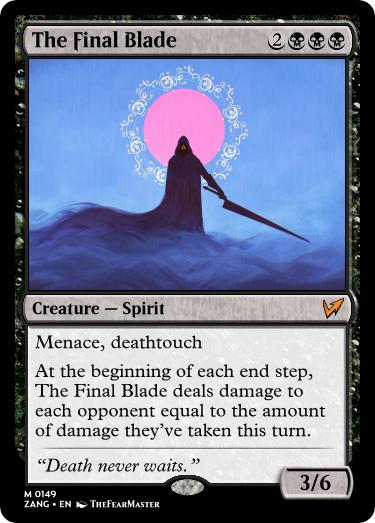 The Final Blade 2
Creature — Spirit
Menace, deathtouch
At the beginning of each end step,
The Final Blade deals damage to
each opponent equal to the amount
of damage they've taken this turn.
“Death never waits.”
3/6
M 0149
ZANG • EN TheFearMaster